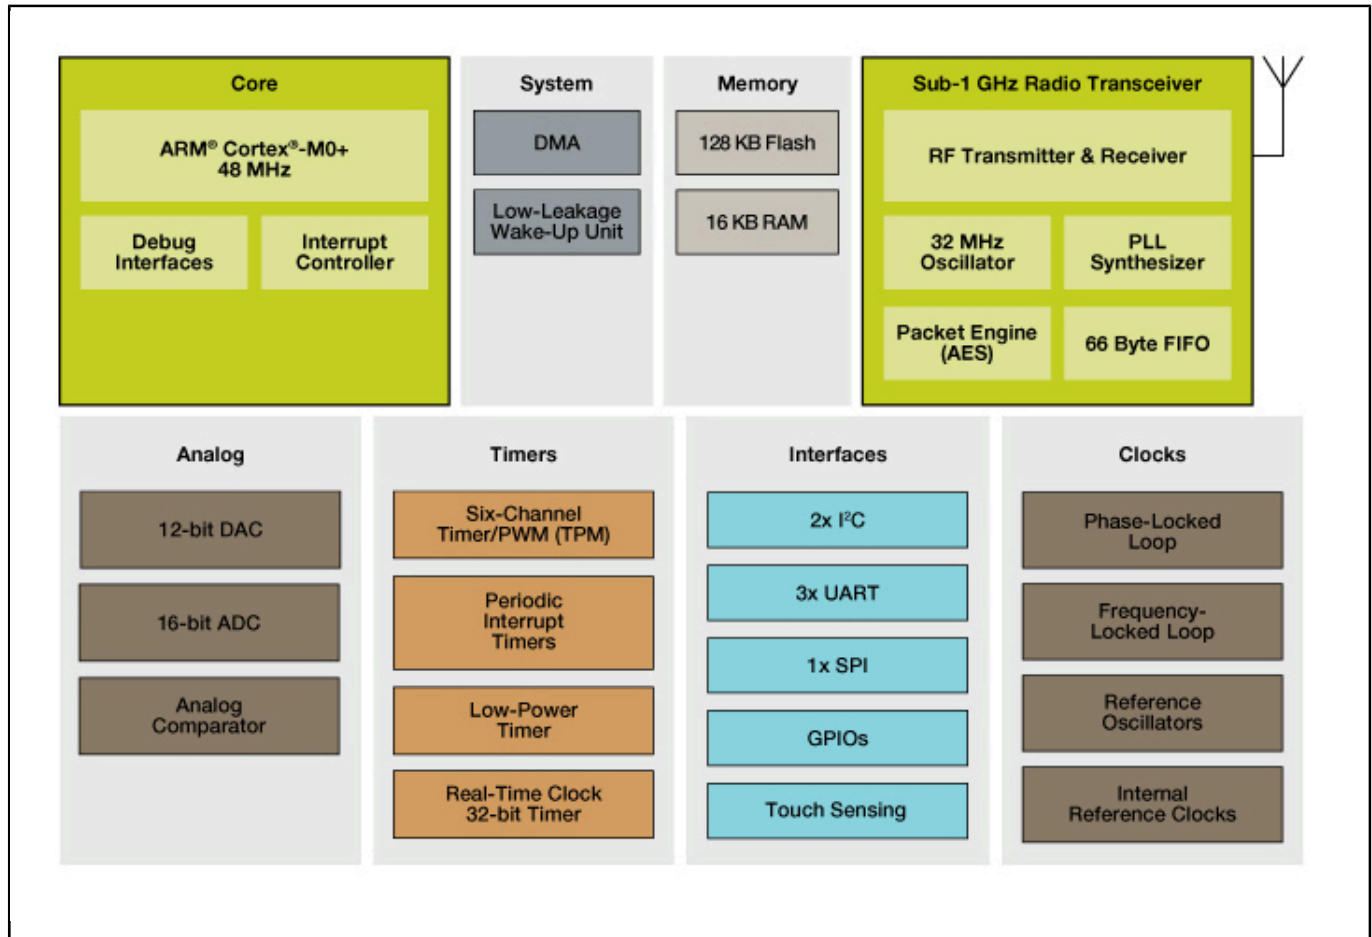 Core
ARM® Cortex®-M0+
48 MHz
Debug
Interfaces
Interrupt
Controller
System
DMA
Low-Leakage
Wake-Up Unit
Memory
128 KB Flash
16 KB RAM
Sub-1 GHz Radio Transceiver
RF Transmitter & Receiver
32 MHz
Oscillator
PLL
Synthesizer
Packet Engine
(AES)
66 Byte FIFO
Analog
12-bit DAC
16-bit ADC
Analog
Comparator
Timers
Six-Channel
Timer/PWM (TPM)
Periodic
Interrupt
Timers
Low-Power
Timer
Real-Time Clock
32-bit Timer
Interfaces
2x I²C
3x UART
1x SPI
GPIOs
Touch Sensing
Clocks
Phase-Locked
Loop
Frequency-
Locked Loop
Reference
Oscillators
Internal
Reference Clocks